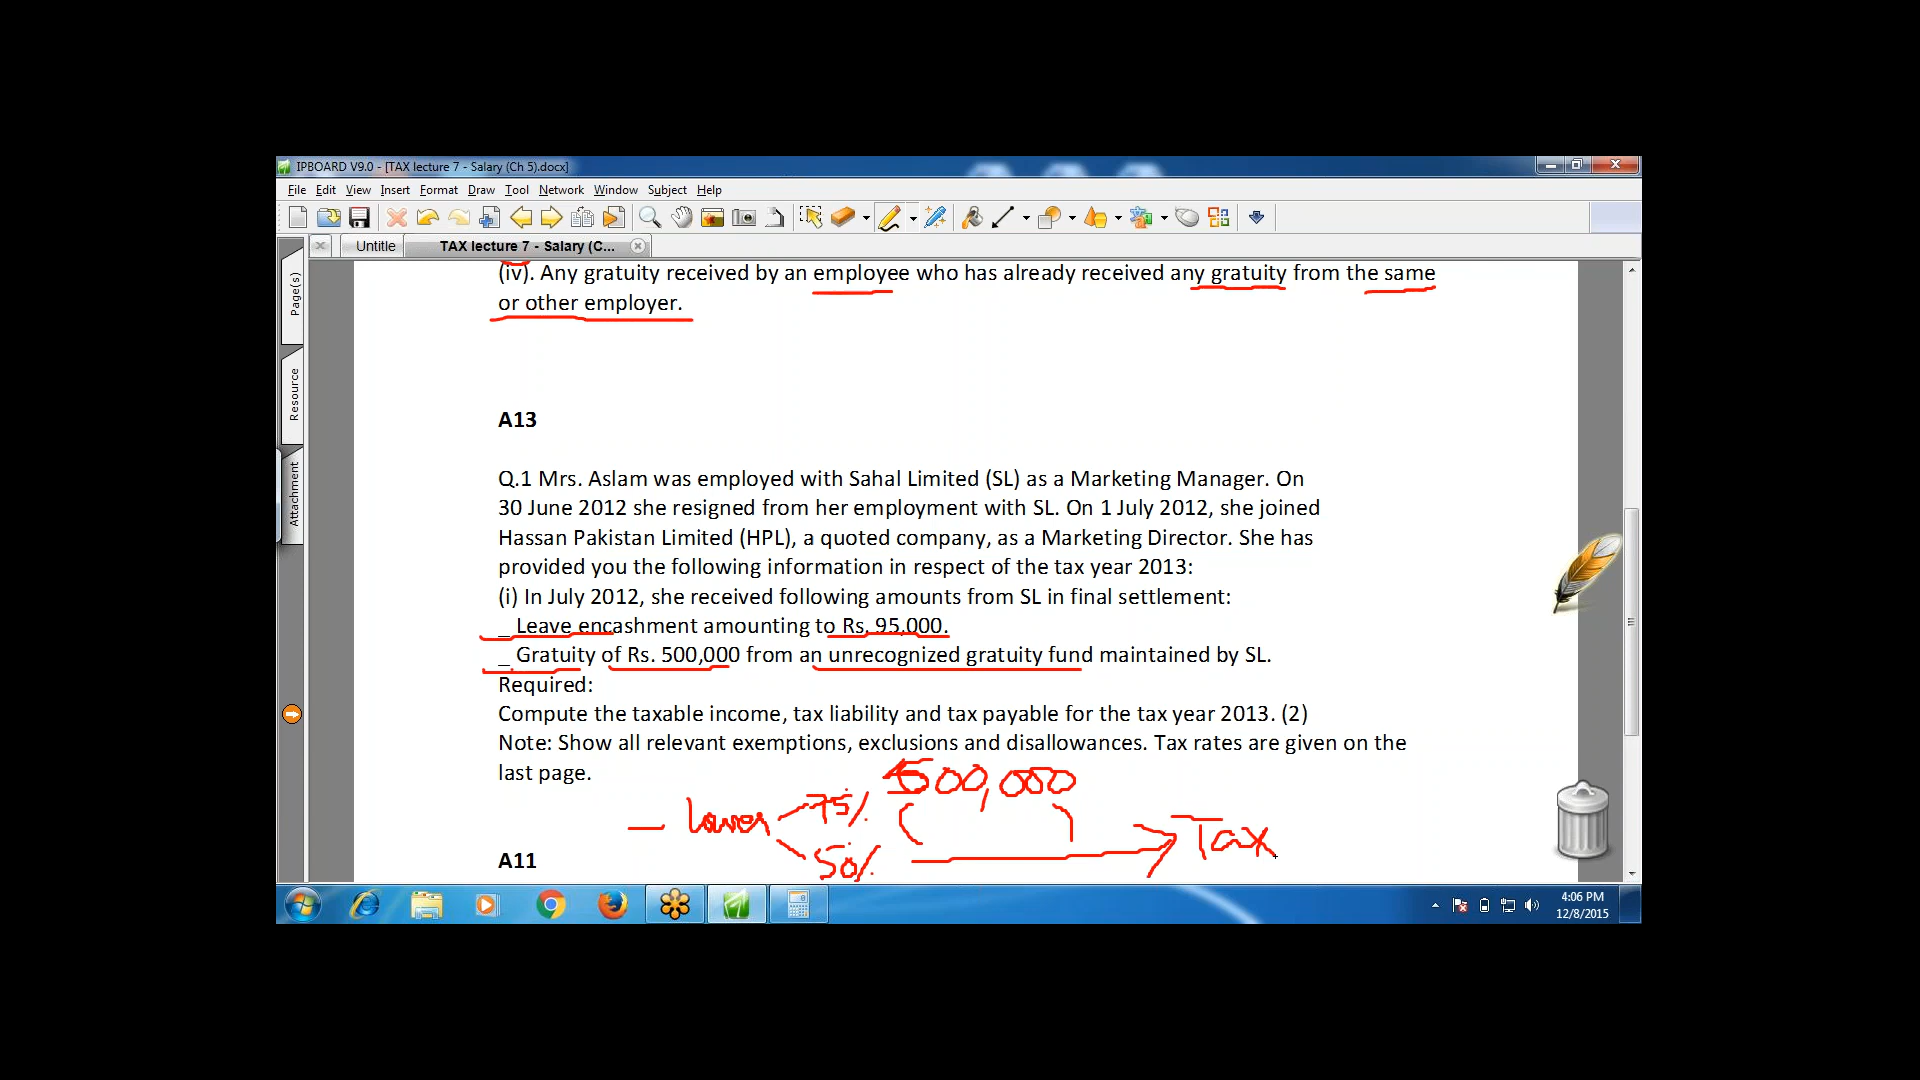 IPBOARD V9.0 - [TAX lecture 7 - Salary (Ch 5).docx]
File Edit View Insert Format Draw Tool Network Window Subject Help
Untitle TAX lecture 7 - Salary (C...
Page(s)
Resource
Attachment
(iv). Any gratuity received by an employee who has already received any gratuity from the same
or other employer.
A13
Q.1 Mrs. Aslam was employed with Sahal Limited (SL) as a Marketing Manager. On
30 June 2012 she resigned from her employment with SL. On 1 July 2012, she joined
Hassan Pakistan Limited (HPL), a quoted company, as a Marketing Director. She has
provided you the following information in respect of the tax year 2013:
(i) In July 2012, she received following amounts from SL in final settlement:
_ Leave encashment amounting to Rs. 95,000.
_ Gratuity of Rs. 500,000 from an unrecognized gratuity fund maintained by SL.
Required:
Compute the taxable income, tax liability and tax payable for the tax year 2013. (2)
Note: Show all relevant exemptions, exclusions and disallowances. Tax rates are given on the
last page.
500,000
– lower 75%
50%
( )
Tax
A11
4:06 PM
12/8/2015